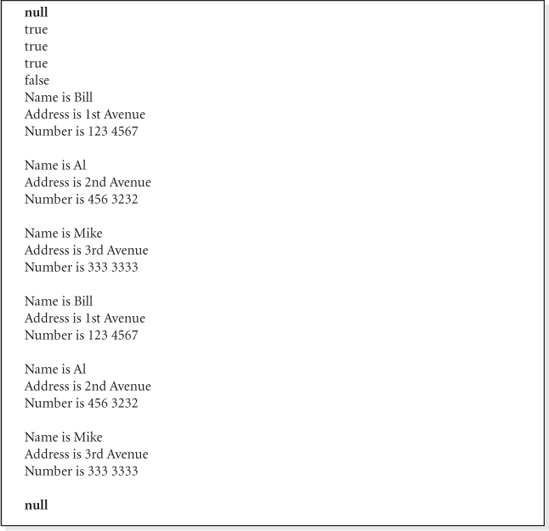 null
true
true
true
false
Name is Bill
Address is 1st Avenue
Number is 123 4567
Name is Al
Address is 2nd Avenue
Number is 456 3232
Name is Mike
Address is 3rd Avenue
Number is 333 3333
Name is Bill
Address is 1st Avenue
Number is 123 4567
Name is Al
Address is 2nd Avenue
Number is 456 3232
Name is Mike
Address is 3rd Avenue
Number is 333 3333
null